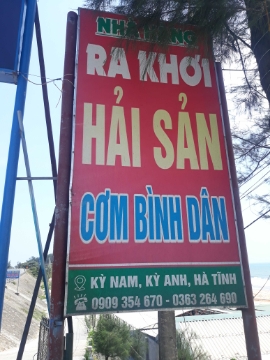 NHÀ HÀNG
RA KHƠI
HẢI SẢN
CƠM BÌNH DÂN
KỲ NAM, KỲ ANH, HÀ TĨNH
0909 354 670 - 0363 264 690